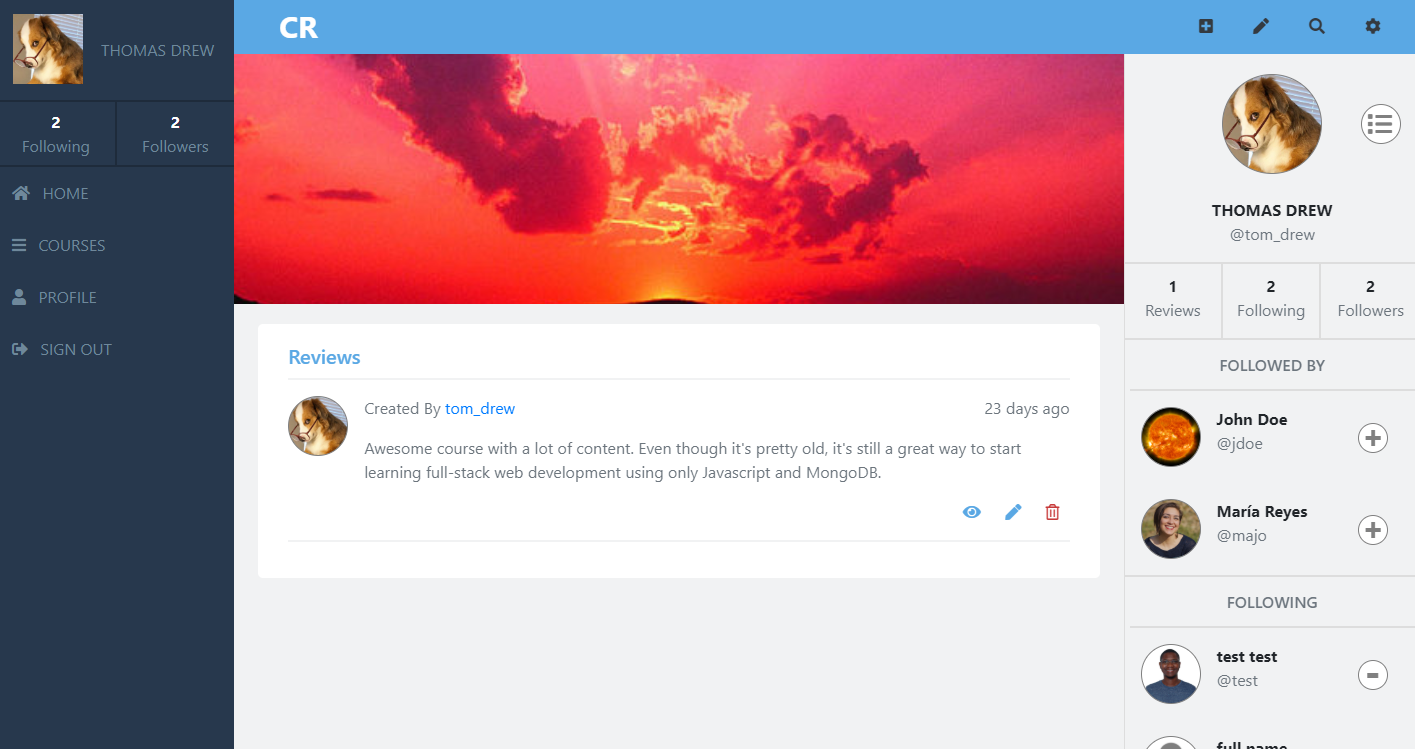 THOMAS DREW
2
Following
2
Followers
HOME
COURSES
PROFILE
SIGN OUT
CR
Reviews
Created By tom_drew
23 days ago
Awesome course with a lot of content. Even though it's pretty old, it's still a great way to start
learning full-stack web development using only Javascript and MongoDB.
THOMAS DREW
@tom_drew
1
Reviews
2
Following
2
Followers
FOLLOWED BY
John Doe
@jdoe
María Reyes
@majo
FOLLOWING
test test
@test
full name